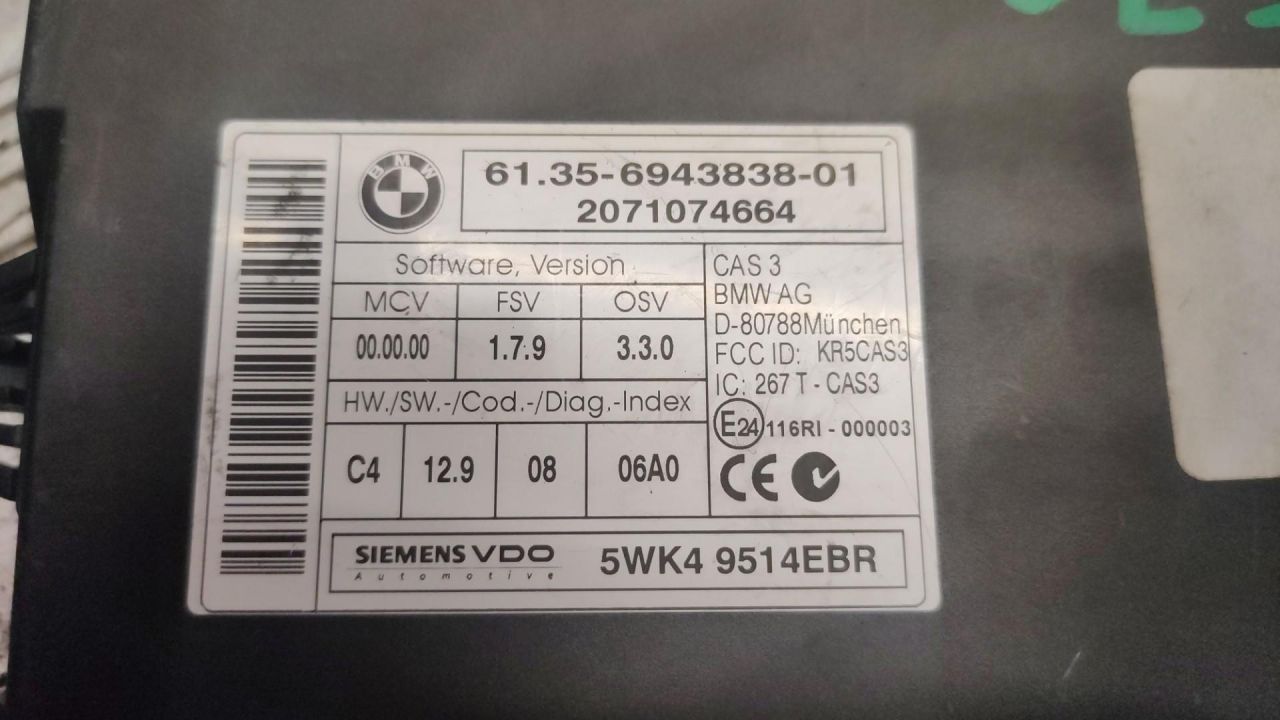 BMW
61.35-6943838-01
2071074664
Software, Version
MCV FSV OSV
00.00.00 1.7.9 3.3.0
HW./SW.-/Cod.-/Diag.-Index
C4 12.9 08 06A0
CAS 3
BMW AG
D-80788München
FCC ID: KR5CAS3
IC: 267 T - CAS3
E24 116RI - 000003
CE
SIEMENS VDO
Automotive
5WK4 9514EBR